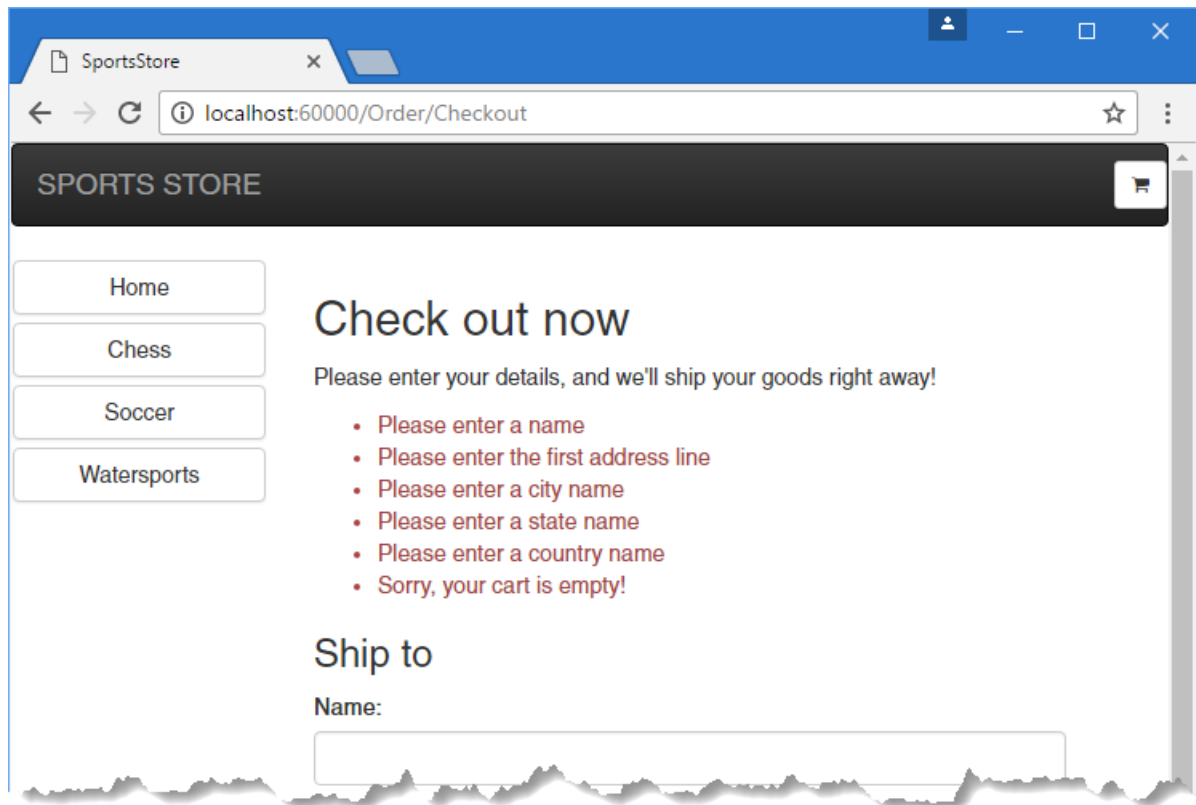 SportsStore
localhost:60000/Order/Checkout
SPORTS STORE
Home
Chess
Soccer
Watersports
Check out now
Please enter your details, and we'll ship your goods right away!
• Please enter a name
• Please enter the first address line
• Please enter a city name
• Please enter a state name
• Please enter a country name
• Sorry, your cart is empty!
Ship to
Name: